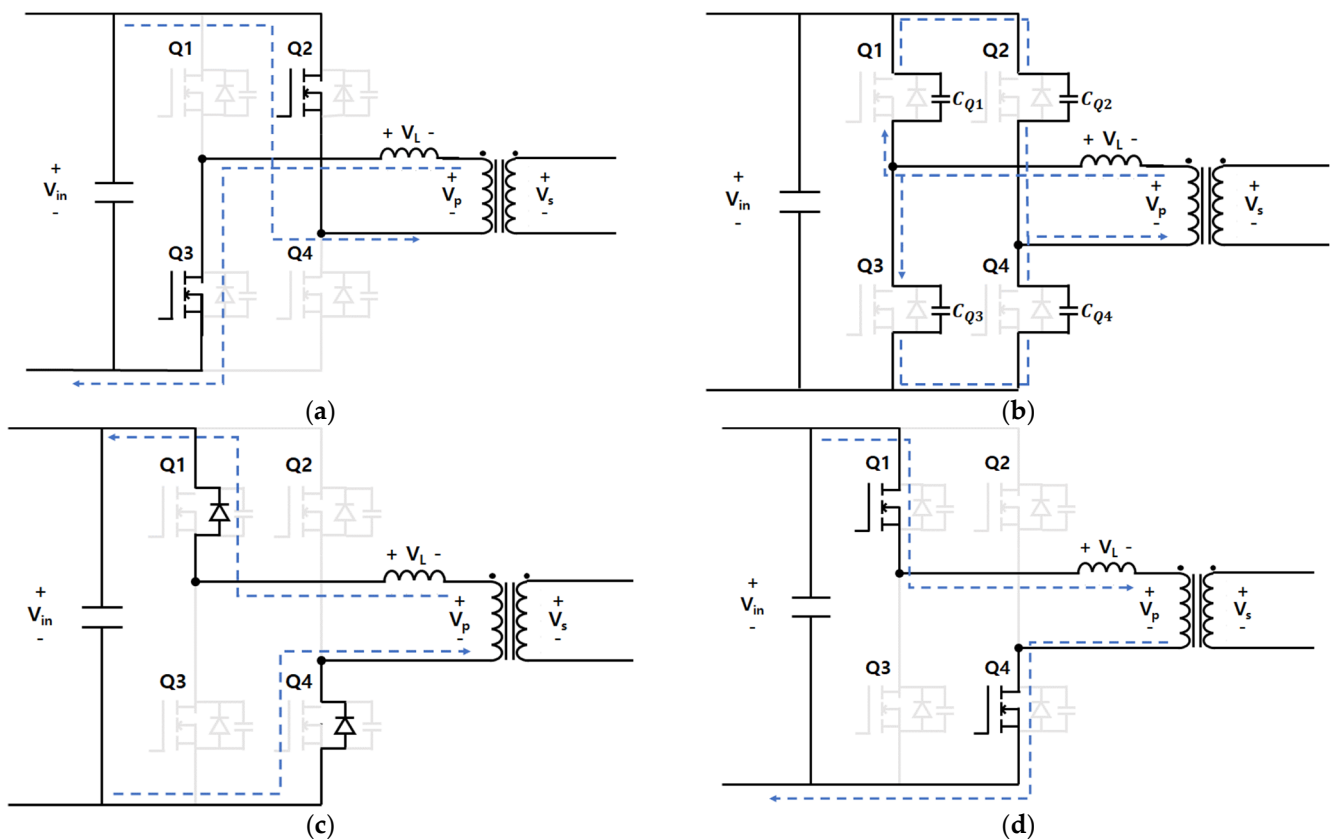 Q1 Q2
+ V_L -
+ V_in -
+ V_p -
+ V_s -
Q3 Q4
(a)
Q1 Q2
C_Q1 C_Q2
+ V_L -
+ V_in -
+ V_p -
+ V_s -
Q3 Q4
C_Q3 C_Q4
(b)
Q1 Q2
+ V_L -
+ V_in -
+ V_p -
+ V_s -
Q3 Q4
(c)
Q1 Q2
+ V_L -
+ V_in -
+ V_p -
+ V_s -
Q3 Q4
(d)